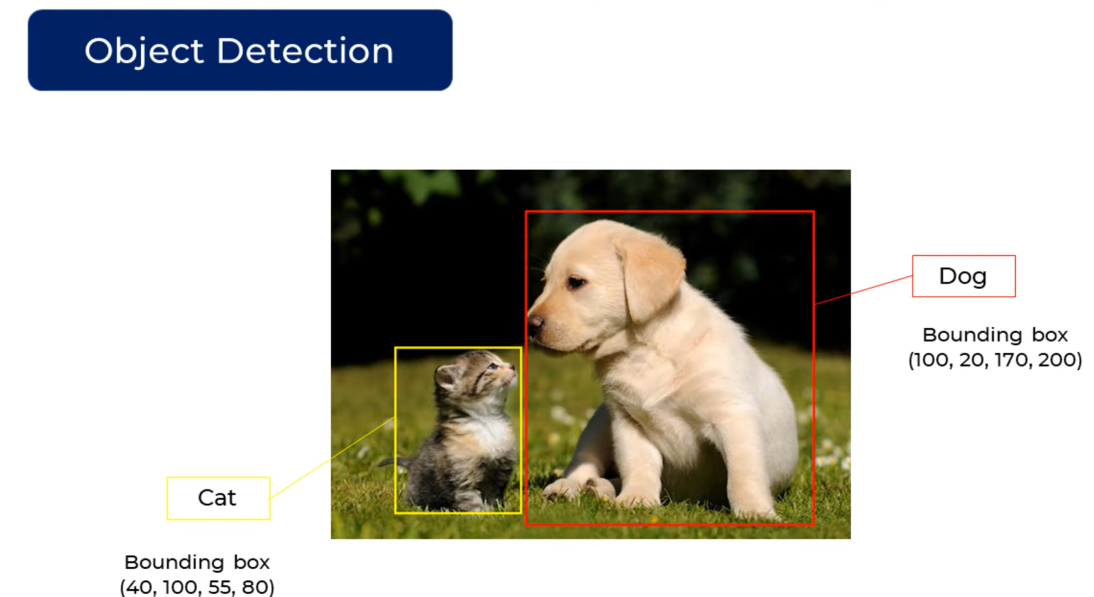 Object Detection
Dog
Bounding box
(100, 20, 170, 200)
Cat
Bounding box
(40, 100, 55, 80)